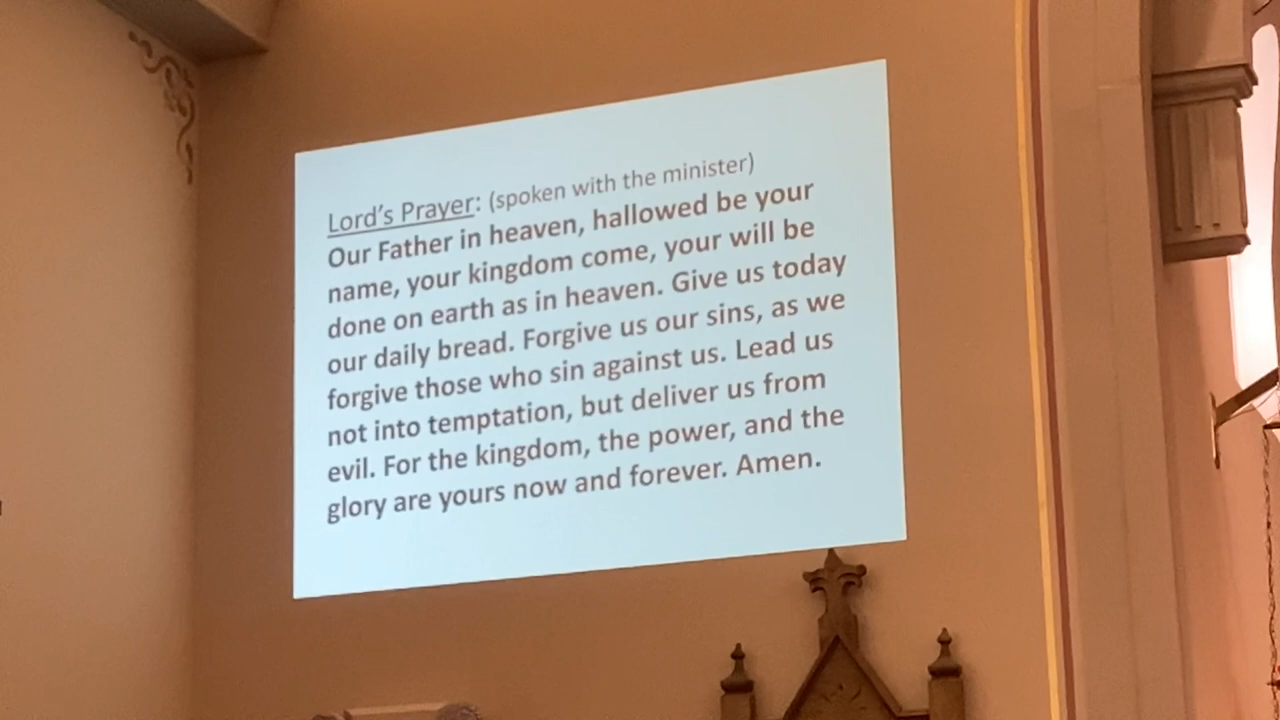 Lord's Prayer: (spoken with the minister)
Our Father in heaven, hallowed be your
name, your kingdom come, your will be
done on earth as in heaven. Give us today
our daily bread. Forgive us our sins, as we
forgive those who sin against us. Lead us
not into temptation, but deliver us from
evil. For the kingdom, the power, and the
glory are yours now and forever. Amen.